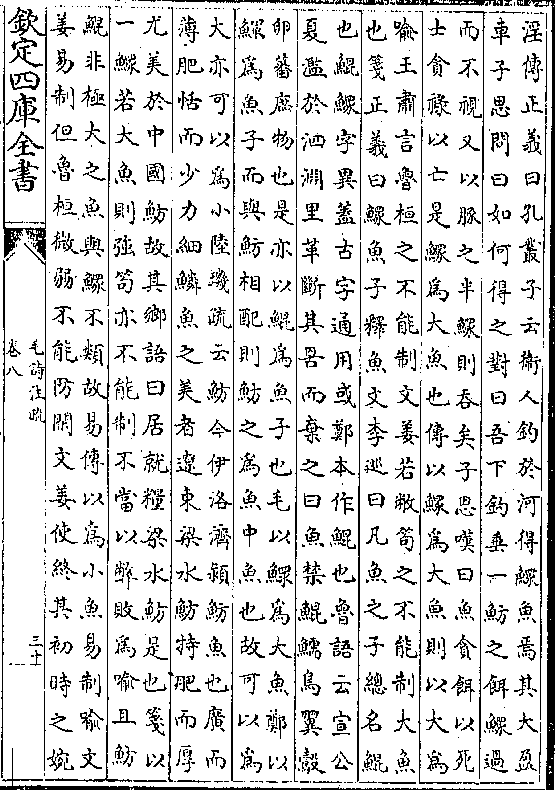 淫傳正義曰孔叢子云衛人釣於河得鰥魚焉其大盈
車子思問曰如何得之對曰吾下釣垂一魴之餌鰥過
而不視又以豚之半鰥則吞矣子思嘆曰魚貪餌以死
士貪祿以亡是鰥為大魚也傳以鰥為大魚則以大為
喻王肅言魯桓之不能制文姜若敝笱之不能制大魚
也箋正義曰鰥魚子釋魚文李巡曰凡魚之子總名鯤
也鯤鰥字異蓋古字通用或鄭本作鯤也魯語云宣公
夏濫於泗淵里革斷其罟而棄之曰魚禁鯤鱬鳥翼鷇
卵蕃庶物也是亦以鯤為魚子也毛以鰥為大魚鄭以
鰥為魚子而與魴相配則魴之為魚中魚也故可以為
大亦可以為小陸璣疏云魴今伊洛濟潁魴魚也廣而
薄肥恬而少力細鱗魚之美者遼東梁水魴特肥而厚
尤美於中國魴故其鄉語曰居就糧梁水魴是也箋以
一鰥若大魚則強笱亦不能制不當以弊敗為喻且魴
鯤非極大之魚與鰥不類故易傳以為小魚易制喻文
姜易制但魯桓微弱不能防閑文姜使終其初時之婉
欽定四庫全書
毛詩注疏
卷八
三十